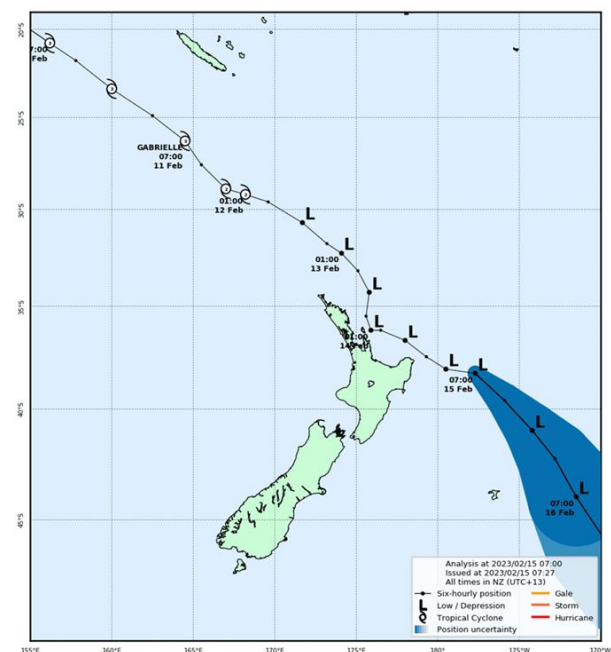 20°S
7:00
Feb
25°S
GABRIELLE
07:00
11 Feb
01:00
12 Feb
30°S
L
01:00
13 Feb
L
L
35°S
L
L
L
L
07:00
15 Feb
40°S
L
L
07:00
16 Feb
45°S
Analysis at 2023/02/15 07:00
Issued at 2023/02/15 07:27
All times in NZ (UTC+13)
Six-hourly position
L Low / Depression
Tropical Cyclone
Position uncertainty
Gale
Storm
Hurricane
155°E 160°E 165°E 170°E 175°E 180° 175°W 170°W